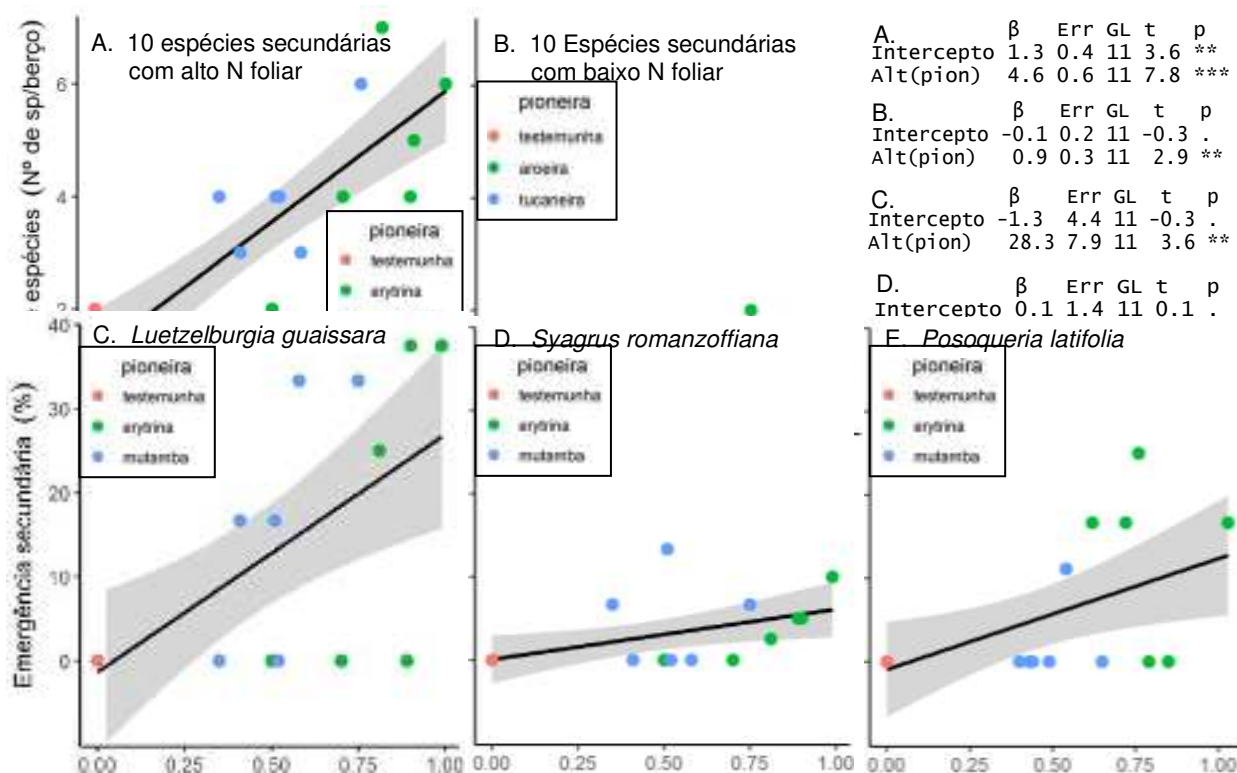 A. 10 espécies secundárias
com alto N foliar
espécies (Nº de sp/berço)
6
4
2
pioneira
testemunha
erytrina
B. 10 Espécies secundárias
com baixo N foliar
pioneira
testemunha
aroeira
tucaneira
A. β Err GL t p
Intercepto 1.3 0.4 11 3.6 **
Alt(pion) 4.6 0.6 11 7.8 ***
B. β Err GL t p
Intercepto -0.1 0.2 11 -0.3 .
Alt(pion) 0.9 0.3 11 2.9 **
C. β Err GL t p
Intercepto -1.3 4.4 11 -0.3 .
Alt(pion) 28.3 7.9 11 3.6 **
D. β Err GL t p
Intercepto 0.1 1.4 11 0.1 .
C. Luetzelburgia guaissara
Emergência secundária (%)
40
30
20
10
0
pioneira
testemunha
erytrina
mutamba
0.00 0.25 0.50 0.75 1.00
D. Syagrus romanzoffiana
pioneira
testemunha
erytrina
mutamba
0.00 0.25 0.50 0.75 1.00
E. Posoqueria latifolia
pioneira
testemunha
erytrina
mutamba
0.00 0.25 0.50 0.75 1.00